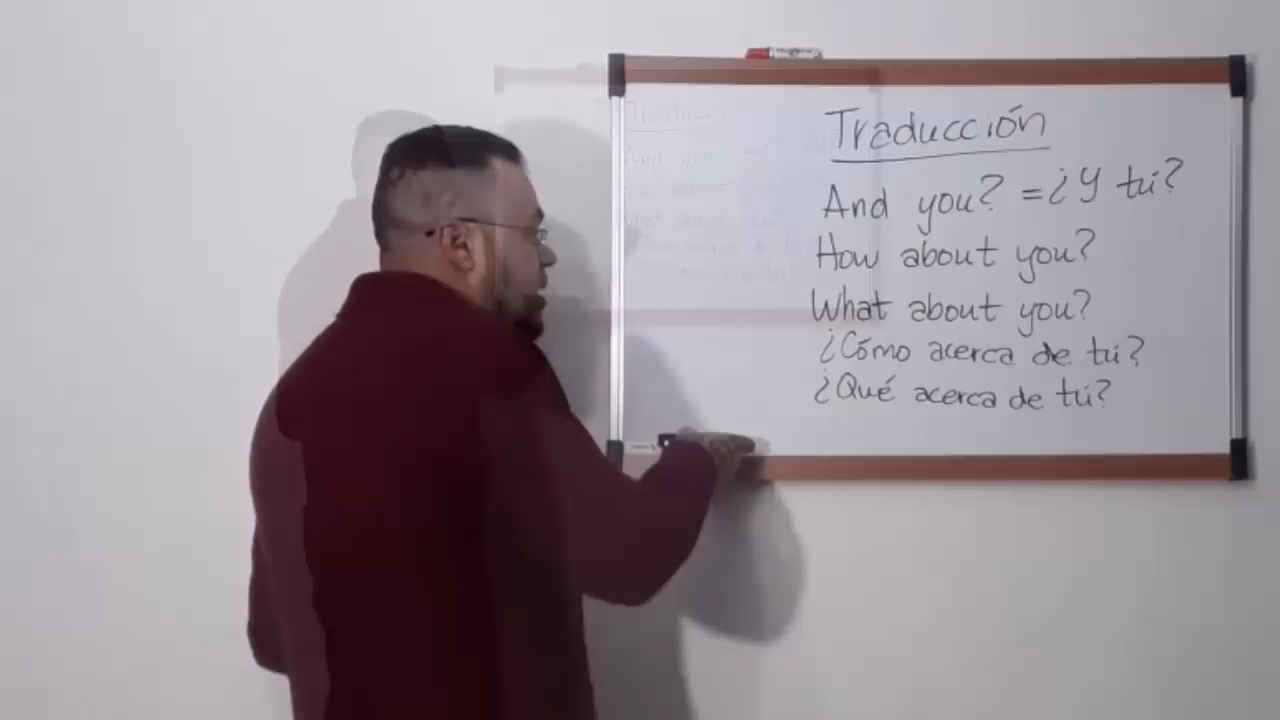 Traducción
And you? = ¿Y tú?
How about you?
What about you?
¿Cómo acerca de tú?
¿Qué acerca de tú?